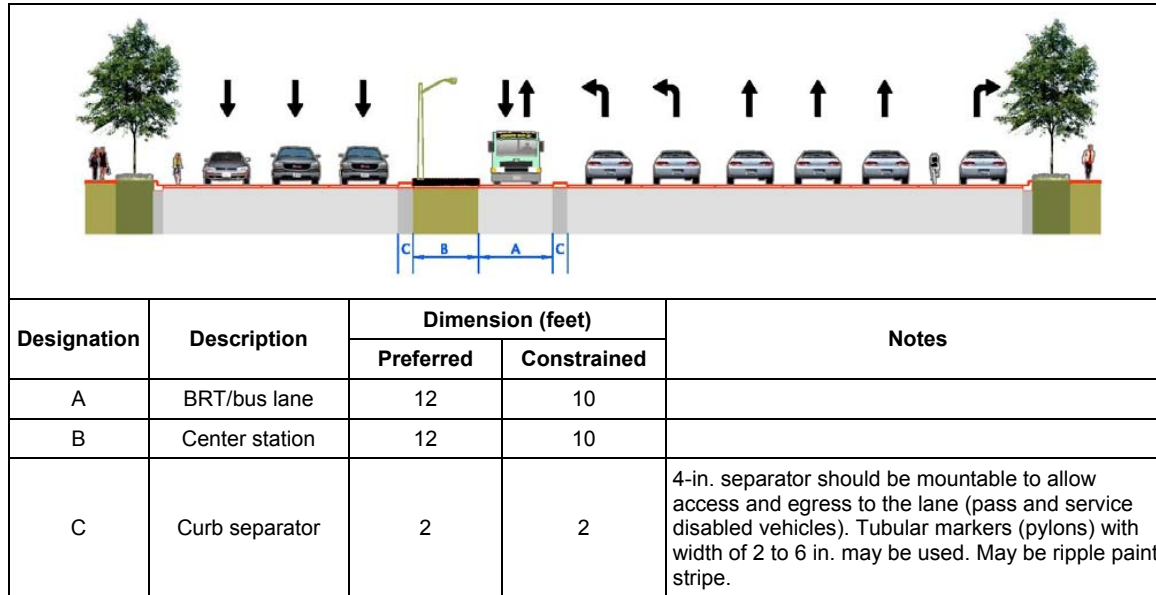 C B A C
Designation Description Dimension (feet) Notes
Preferred Constrained
A BRT/bus lane 12 10
B Center station 12 10
C Curb separator 2 2 4-in. separator should be mountable to allow
access and egress to the lane (pass and service
disabled vehicles). Tubular markers (pylons) with
width of 2 to 6 in. may be used. May be ripple paint
stripe.